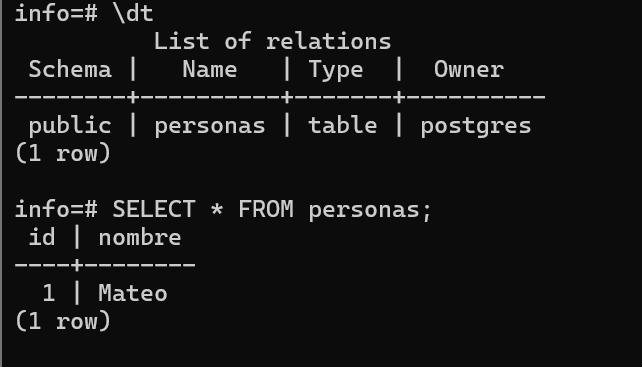 info=# \dt
          List of relations
 Schema |   Name   | Type  |  Owner
--------+----------+-------+----------
 public | personas | table | postgres
(1 row)

info=# SELECT * FROM personas;
 id | nombre
----+--------
  1 | Mateo
(1 row)